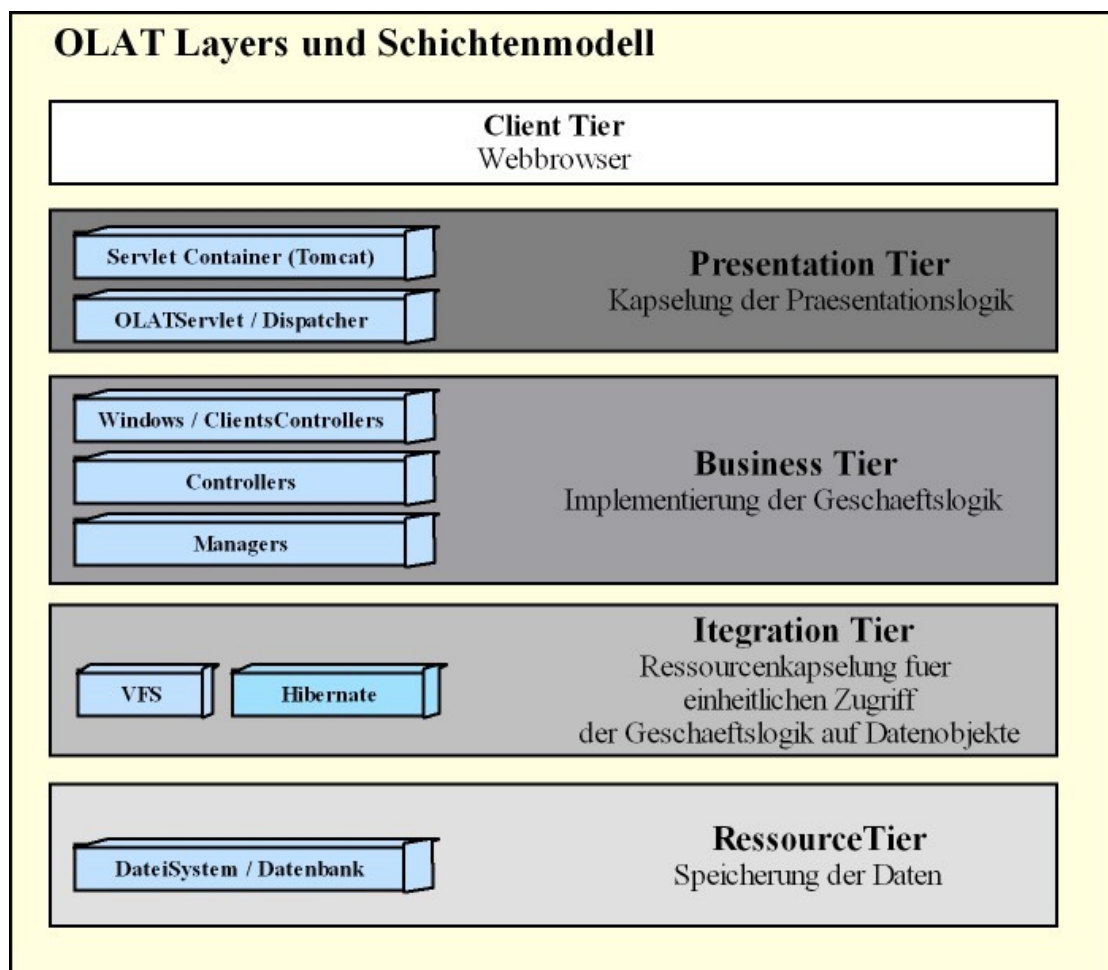 OLAT Layers und Schichtenmodell
Client Tier
Webbrowser
Servlet Container (Tomcat)
OLATServlet / Dispatcher
Presentation Tier
Kapselung der Praesentationslogik
Windows / ClientsControllers
Controllers
Managers
Business Tier
Implementierung der Geschaeftslogik
VFS
Hibernate
Itegration Tier
Ressourcenkapselung fuer
einheitlichen Zugriff
der Geschaeftslogik auf Datenobjekte
DateiSystem / Datenbank
RessourceTier
Speicherung der Daten